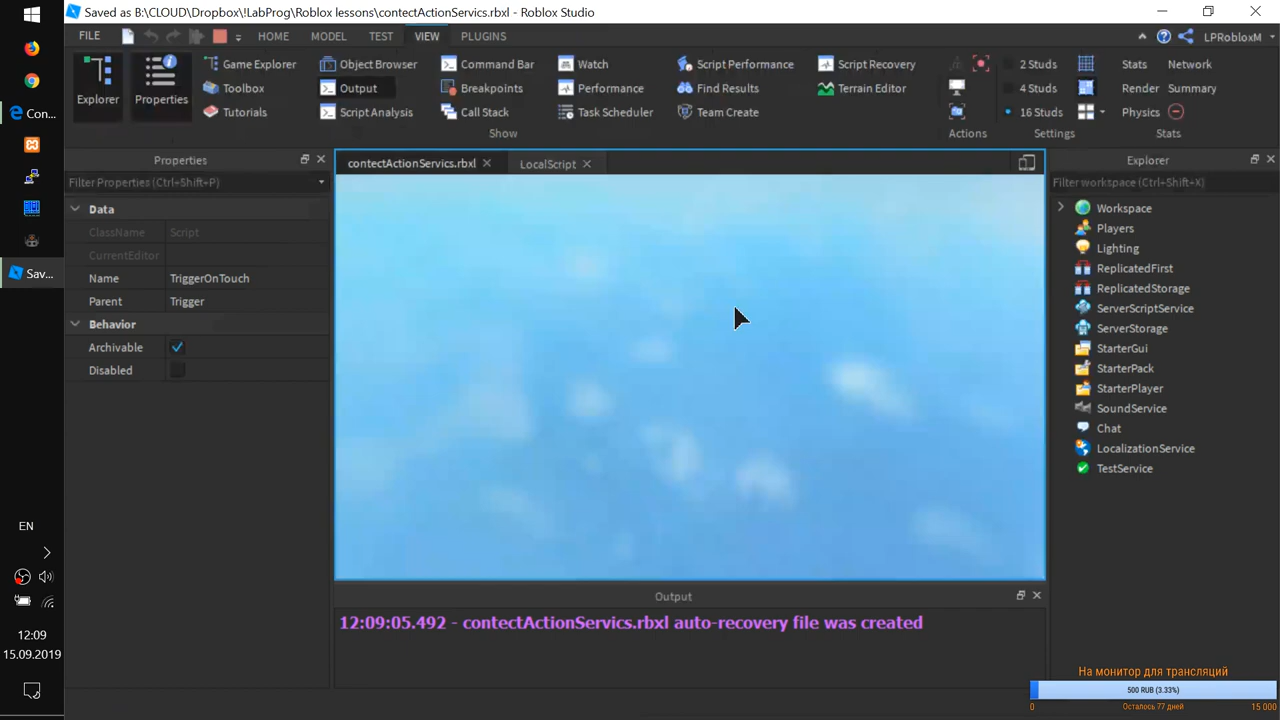 Saved as B:\CLOUD\Dropbox\!LabProg\Roblox lessons\contectActionServics.rbxl - Roblox Studio
FILE HOME MODEL TEST VIEW PLUGINS LPRobloxM
Explorer
Properties
Game Explorer
Toolbox
Tutorials
Object Browser
Output
Script Analysis
Command Bar
Breakpoints
Call Stack
Watch
Performance
Task Scheduler
Script Performance
Find Results
Team Create
Script Recovery
Terrain Editor
Show
Actions
2 Studs
4 Studs
16 Studs
Settings
Stats
Render
Physics
Network
Summary
Stats
Con...
Sav...
EN
12:09
15.09.2019
Properties
Filter Properties (Ctrl+Shift+P)
Data
ClassName Script
CurrentEditor
Name TriggerOnTouch
Parent Trigger
Behavior
Archivable
Disabled
contectActionServics.rbxl
LocalScript
Output
12:09:05.492 - contectActionServics.rbxl auto-recovery file was created
Explorer
Filter workspace (Ctrl+Shift+X)
Workspace
Players
Lighting
ReplicatedFirst
ReplicatedStorage
ServerScriptService
ServerStorage
StarterGui
StarterPack
StarterPlayer
SoundService
Chat
LocalizationService
TestService
На монитор для трансляций
500 RUB (3.33%)
0 Осталось 77 дней 15 000